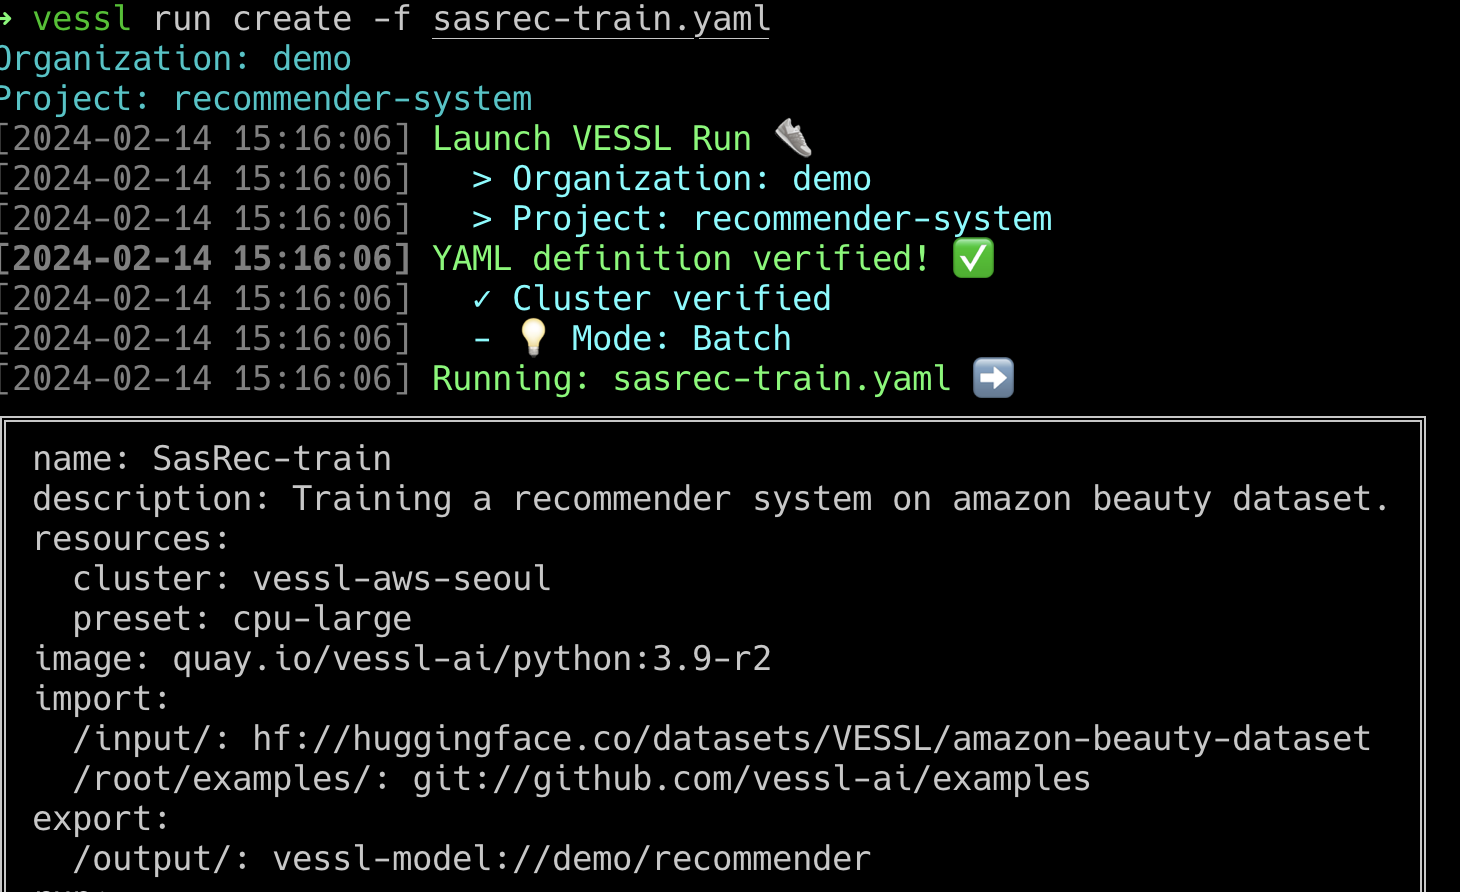 ➜ vessl run create -f sasrec-train.yaml
Organization: demo
Project: recommender-system
[2024-02-14 15:16:06] Launch VESSL Run 👟
[2024-02-14 15:16:06]   > Organization: demo
[2024-02-14 15:16:06]   > Project: recommender-system
[2024-02-14 15:16:06] YAML definition verified! ✅
[2024-02-14 15:16:06]   ✓ Cluster verified
[2024-02-14 15:16:06]   - 💡 Mode: Batch
[2024-02-14 15:16:06] Running: sasrec-train.yaml ➡️
name: SasRec-train
description: Training a recommender system on amazon beauty dataset.
resources:
  cluster: vessl-aws-seoul
  preset: cpu-large
image: quay.io/vessl-ai/python:3.9-r2
import:
  /input/: hf://huggingface.co/datasets/VESSL/amazon-beauty-dataset
  /root/examples/: git://github.com/vessl-ai/examples
export:
  /output/: vessl-model://demo/recommender